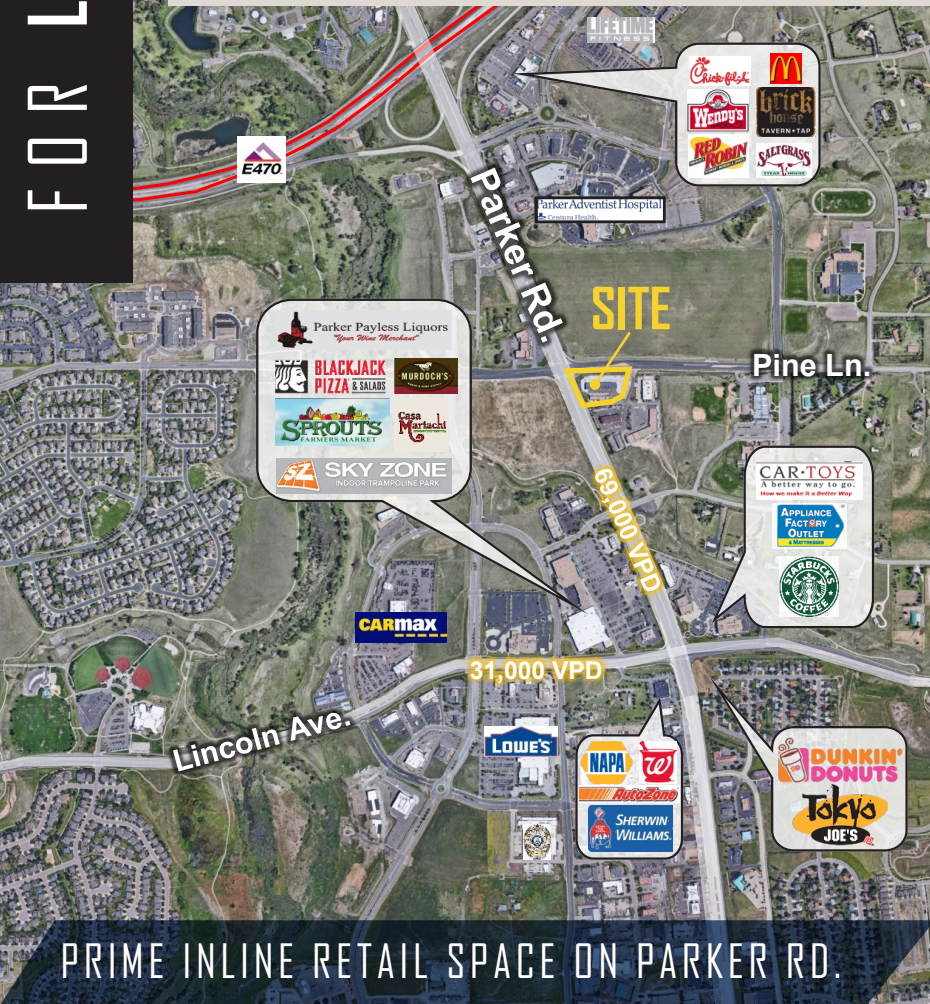 FOR L
LIFETIME
FITNESS
Chick-fil-A
WENDY'S
brick
house
TAVERN+TAP
RED
ROBIN
SALTGRASS
STEAK HOUSE
E470
Parker Adventist Hospital
Centura Health.
Parker Rd.
SITE
Pine Ln.
Parker Payless Liquors
"Your Wine Merchant"
BLACKJACK
PIZZA & SALADS
MURDOCH'S
SPROUTS
FARMERS MARKET
Casa
Mariachi
SZ SKY ZONE
INDOOR TRAMPOLINE PARK
69,000 VPD
CAR·TOYS
A better way to go.
How we make it a Better Way
APPLIANCE
FACTORY
OUTLET
& MATTRESSES
STARBUCKS
COFFEE
CARMAX
31,000 VPD
Lincoln Ave.
LOWE'S
NAPA
W
AutoZone
SHERWIN
WILLIAMS.
DUNKIN'
DONUTS
Tokyo
JOE'S
PRIME INLINE RETAIL SPACE ON PARKER RD.